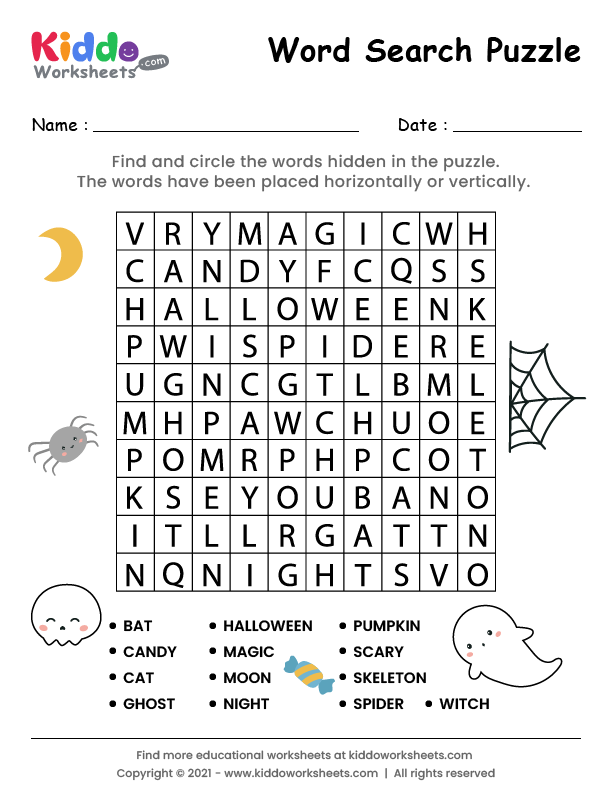 Kiddo
Worksheets.com
Word Search Puzzle
Name :
Date :
Find and circle the words hidden in the puzzle.
The words have been placed horizontally or vertically.
V R Y M A G I C W H
C A N D Y F C Q S S
H A L L O W E E N K
P W I S P I D E R E
U G N C G T L B M L
M H P A W C H U O E
P O M R P H P C O T
K S E Y O U B A N O
I T L L R G A T T N
N Q N I G H T S V O
• BAT • HALLOWEEN • PUMPKIN
• CANDY • MAGIC • SCARY
• CAT • MOON • SKELETON
• GHOST • NIGHT • SPIDER • WITCH
Find more educational worksheets at kiddoworksheets.com
Copyright © 2021 - www.kiddoworksheets.com | All rights reserved